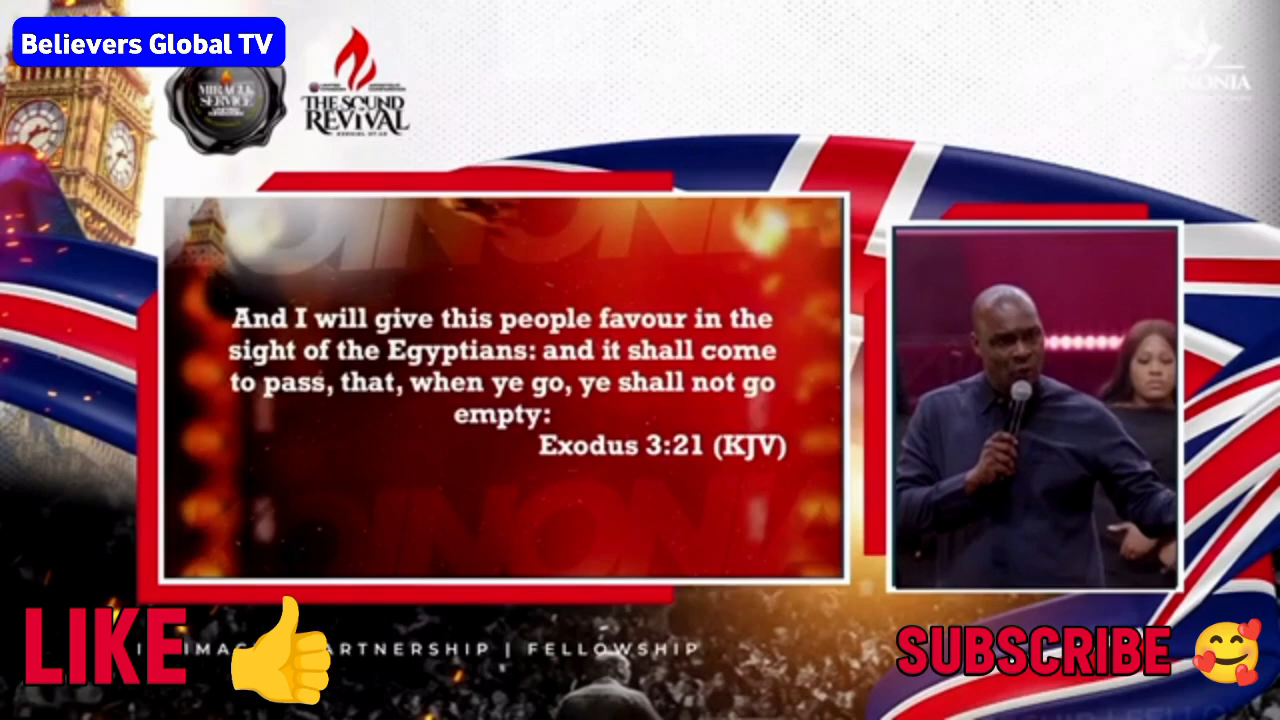 Believers Global TV
MIRACLE
SERVICE
THE SOUND
REVIVAL
And I will give this people favour in the
sight of the Egyptians: and it shall come
to pass, that, when ye go, ye shall not go
empty:
Exodus 3:21 (KJV)
LIKE
| FELLOWSHIP
SUBSCRIBE